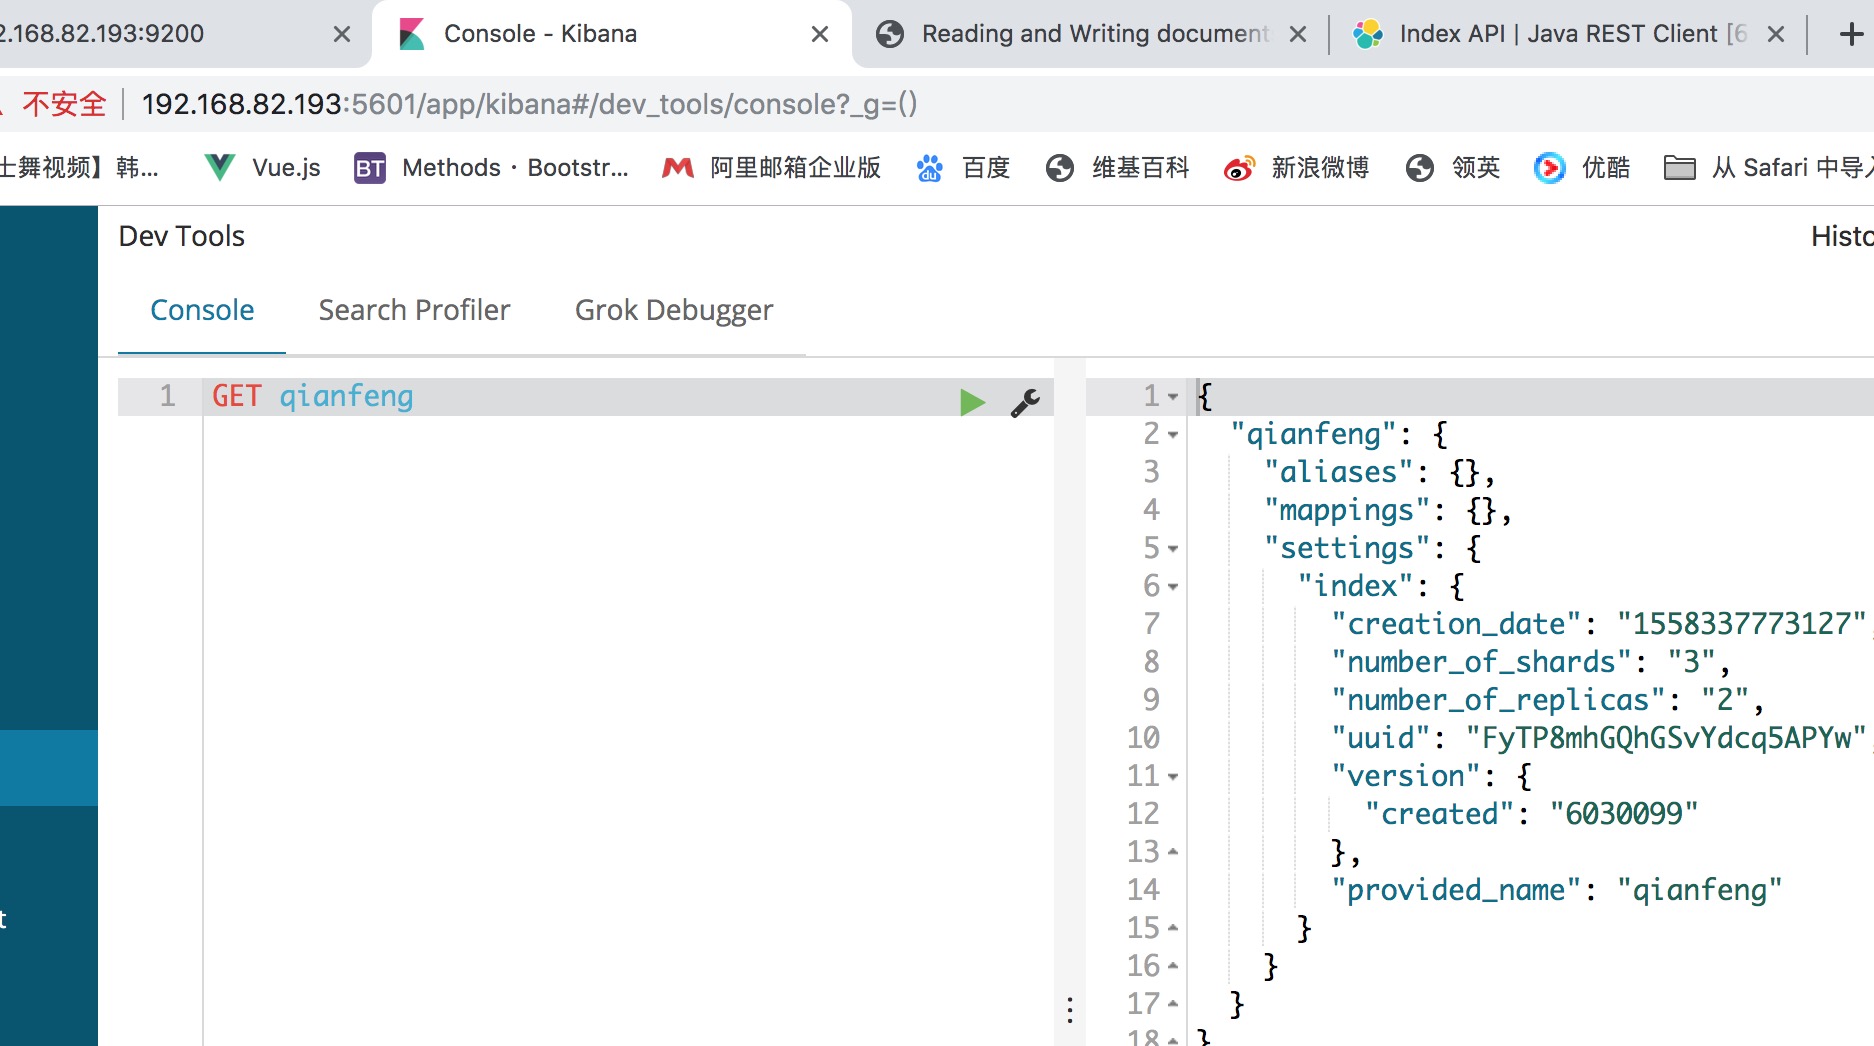 2.168.82.193:9200
Console - Kibana
Reading and Writing document
Index API | Java REST Client [6
不安全 192.168.82.193:5601/app/kibana#/dev_tools/console?_g=()
士舞视频】韩... Vue.js BT Methods · Bootstr... 阿里邮箱企业版 du 百度 维基百科 新浪微博 领英 优酷 从 Safari 中导入
Dev Tools
Histo
Console Search Profiler Grok Debugger
1 GET qianfeng
1 {
2 "qianfeng": {
3 "aliases": {},
4 "mappings": {},
5 "settings": {
6 "index": {
7 "creation_date": "1558337773127",
8 "number_of_shards": "3",
9 "number_of_replicas": "2",
10 "uuid": "FyTP8mhGQhGSvYdcq5APYw",
11 "version": {
12 "created": "6030099"
13 },
14 "provided_name": "qianfeng"
15 }
16 }
17 }
18 }
t